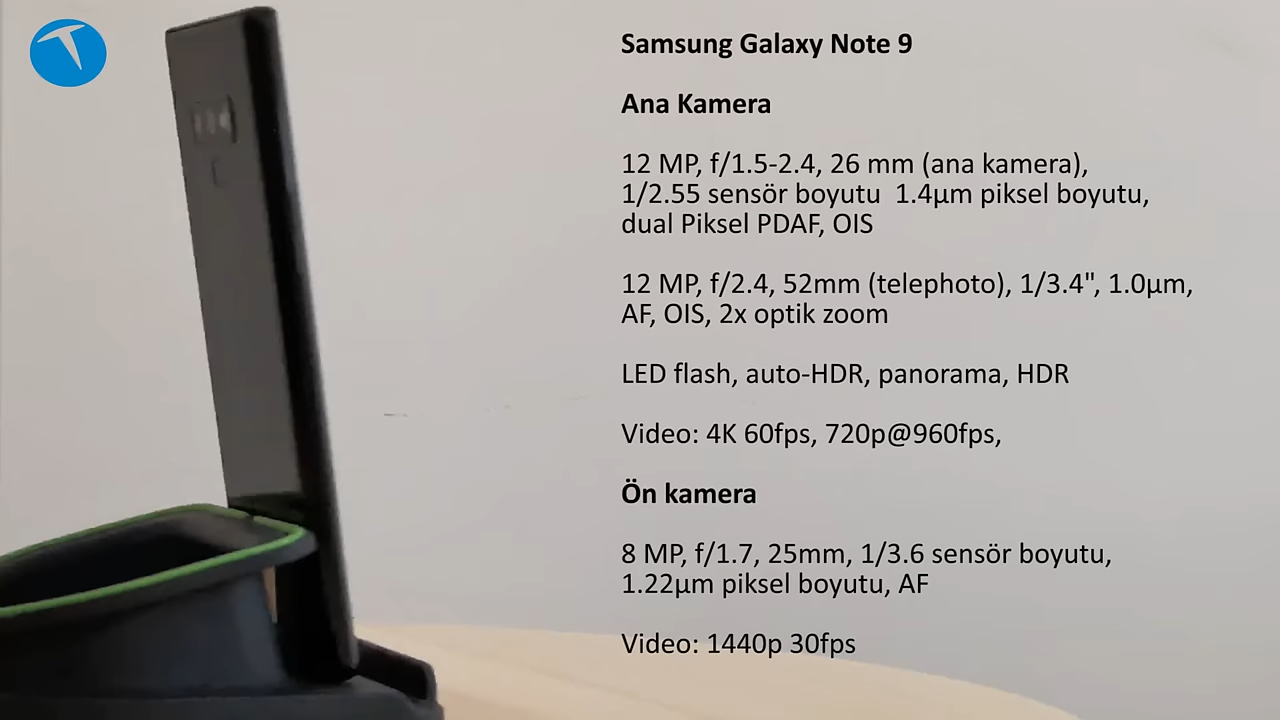 Samsung Galaxy Note 9
Ana Kamera
12 MP, f/1.5-2.4, 26 mm (ana kamera),
1/2.55 sensör boyutu  1.4µm piksel boyutu,
dual Piksel PDAF, OIS
12 MP, f/2.4, 52mm (telephoto), 1/3.4", 1.0µm,
AF, OIS, 2x optik zoom
LED flash, auto-HDR, panorama, HDR
Video: 4K 60fps, 720p@960fps,
Ön kamera
8 MP, f/1.7, 25mm, 1/3.6 sensör boyutu,
1.22µm piksel boyutu, AF
Video: 1440p 30fps